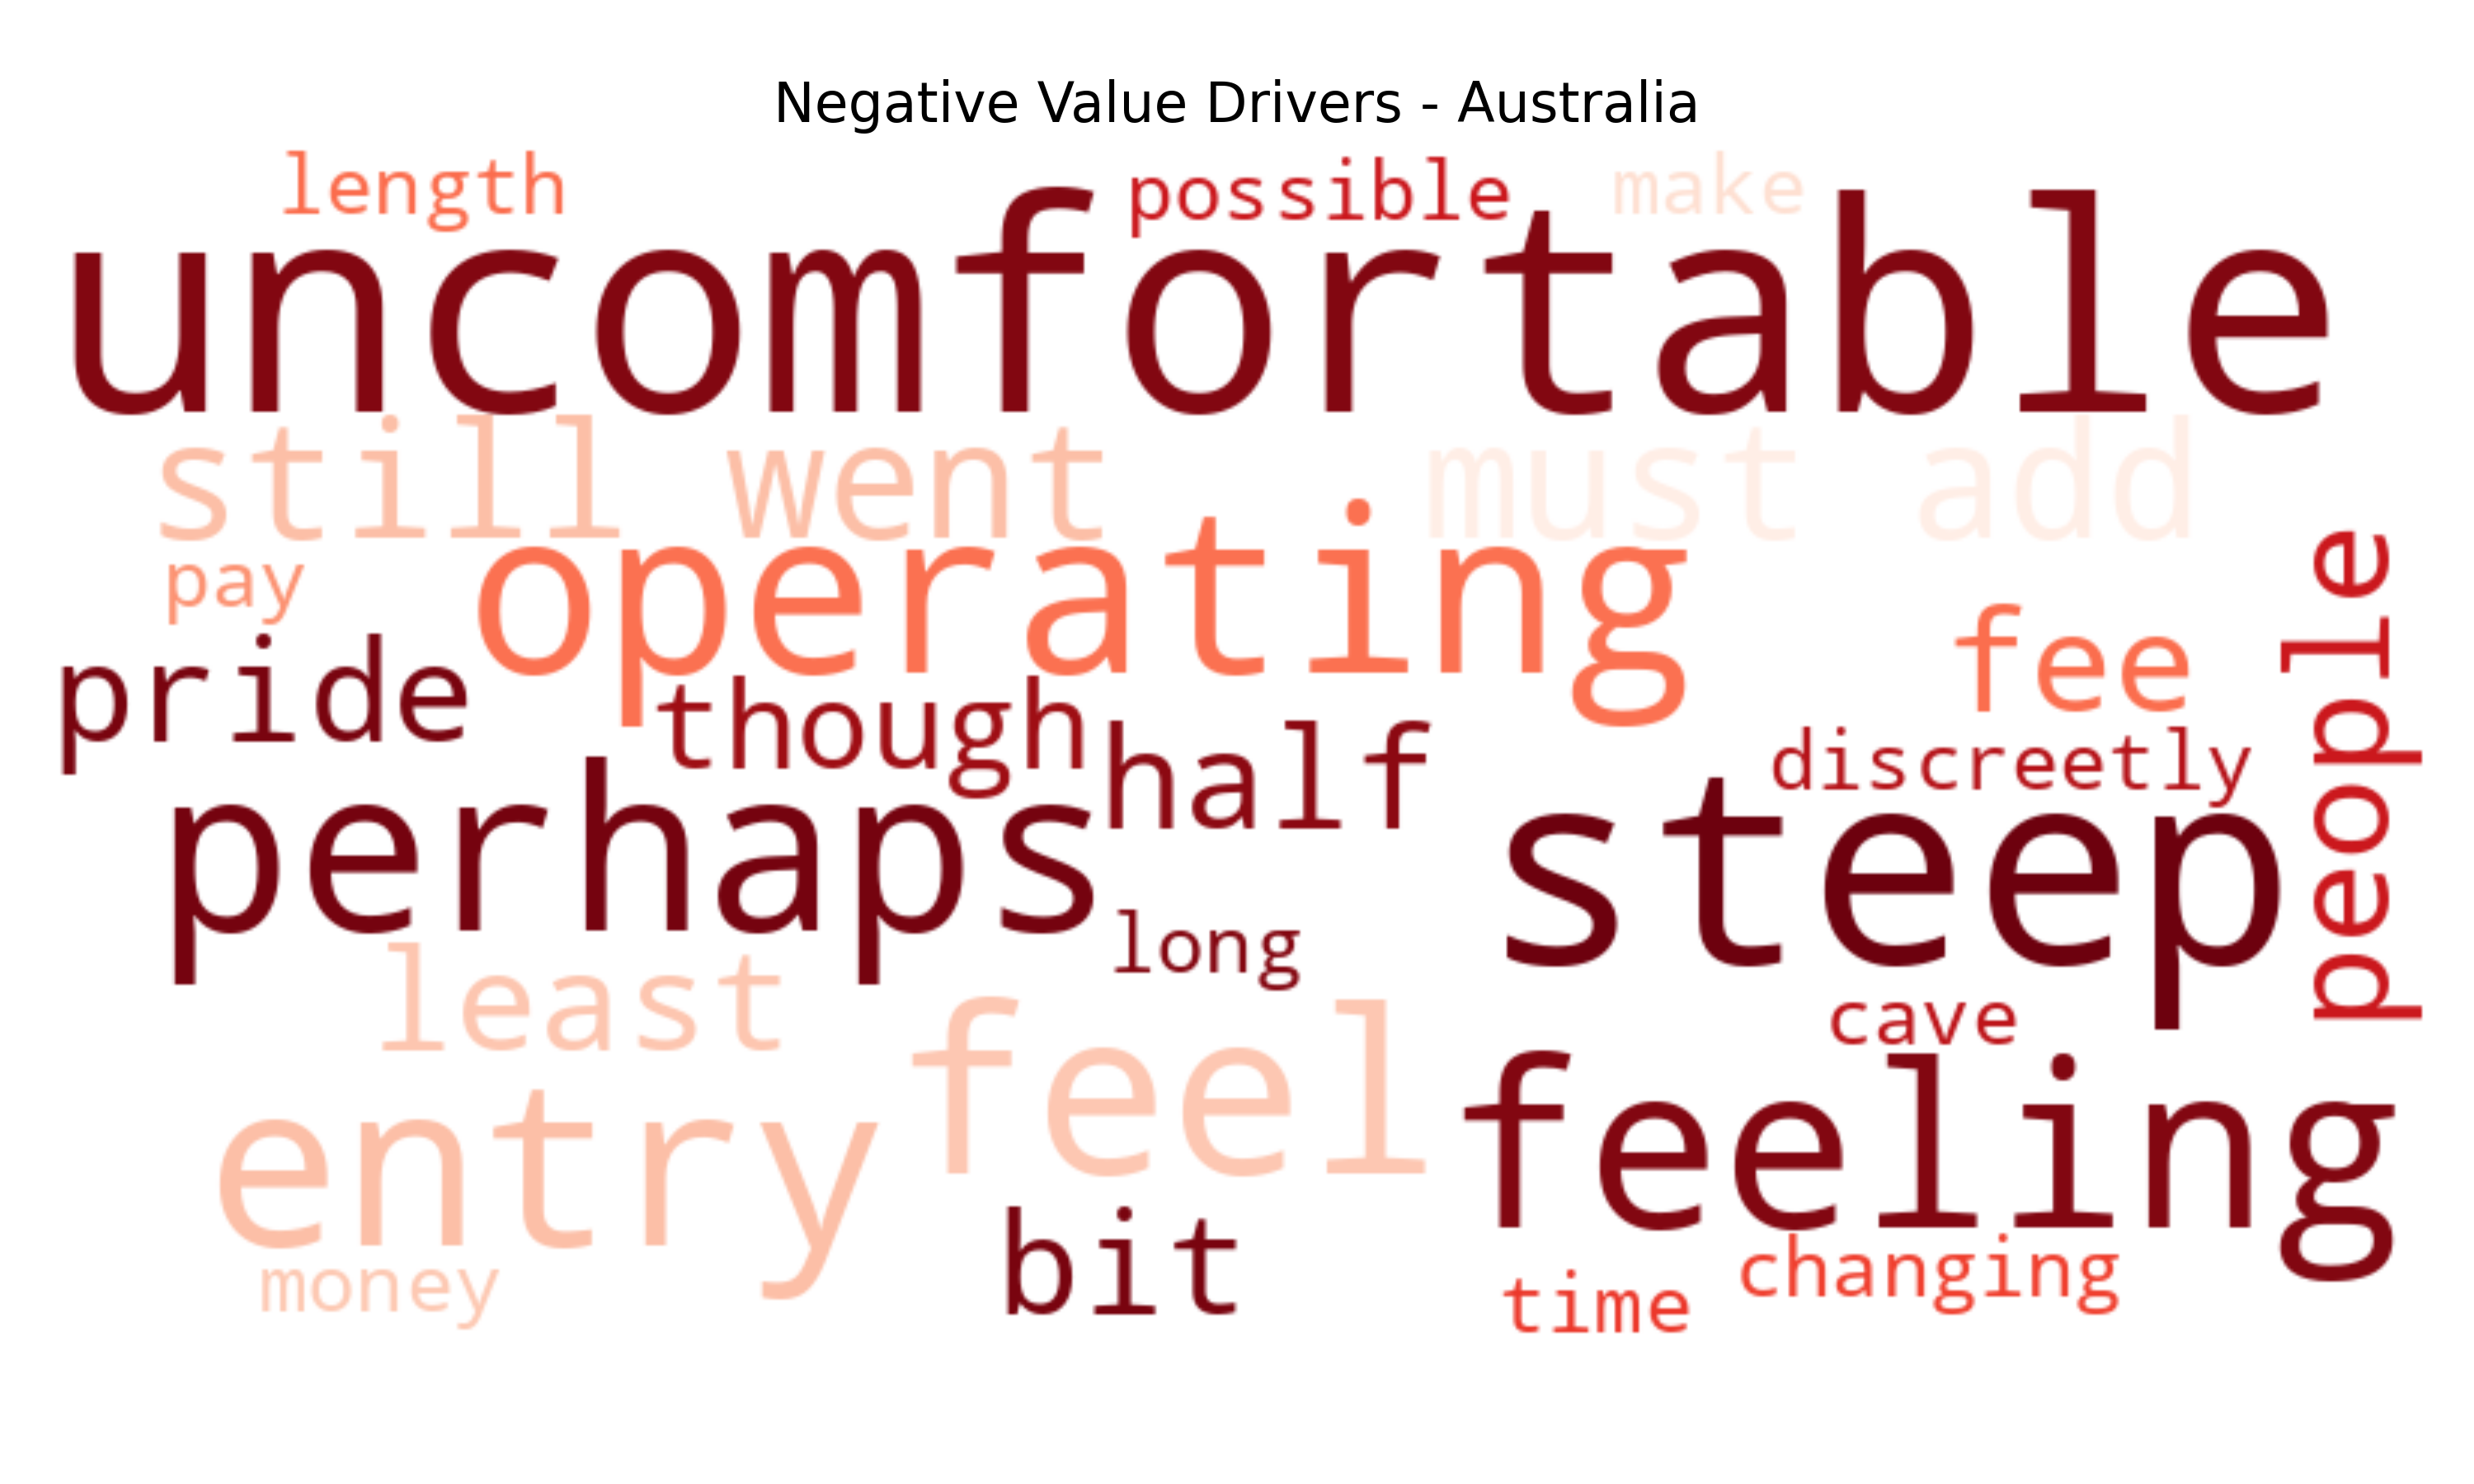 Negative Value Drivers - Australia
length possible make
uncomfortable
still went must add
operating
pay
fee
people
pride
though
half
discreetly
perhaps
steep
long
least
cave
feel
feeling
entry
bit
money
time
changing